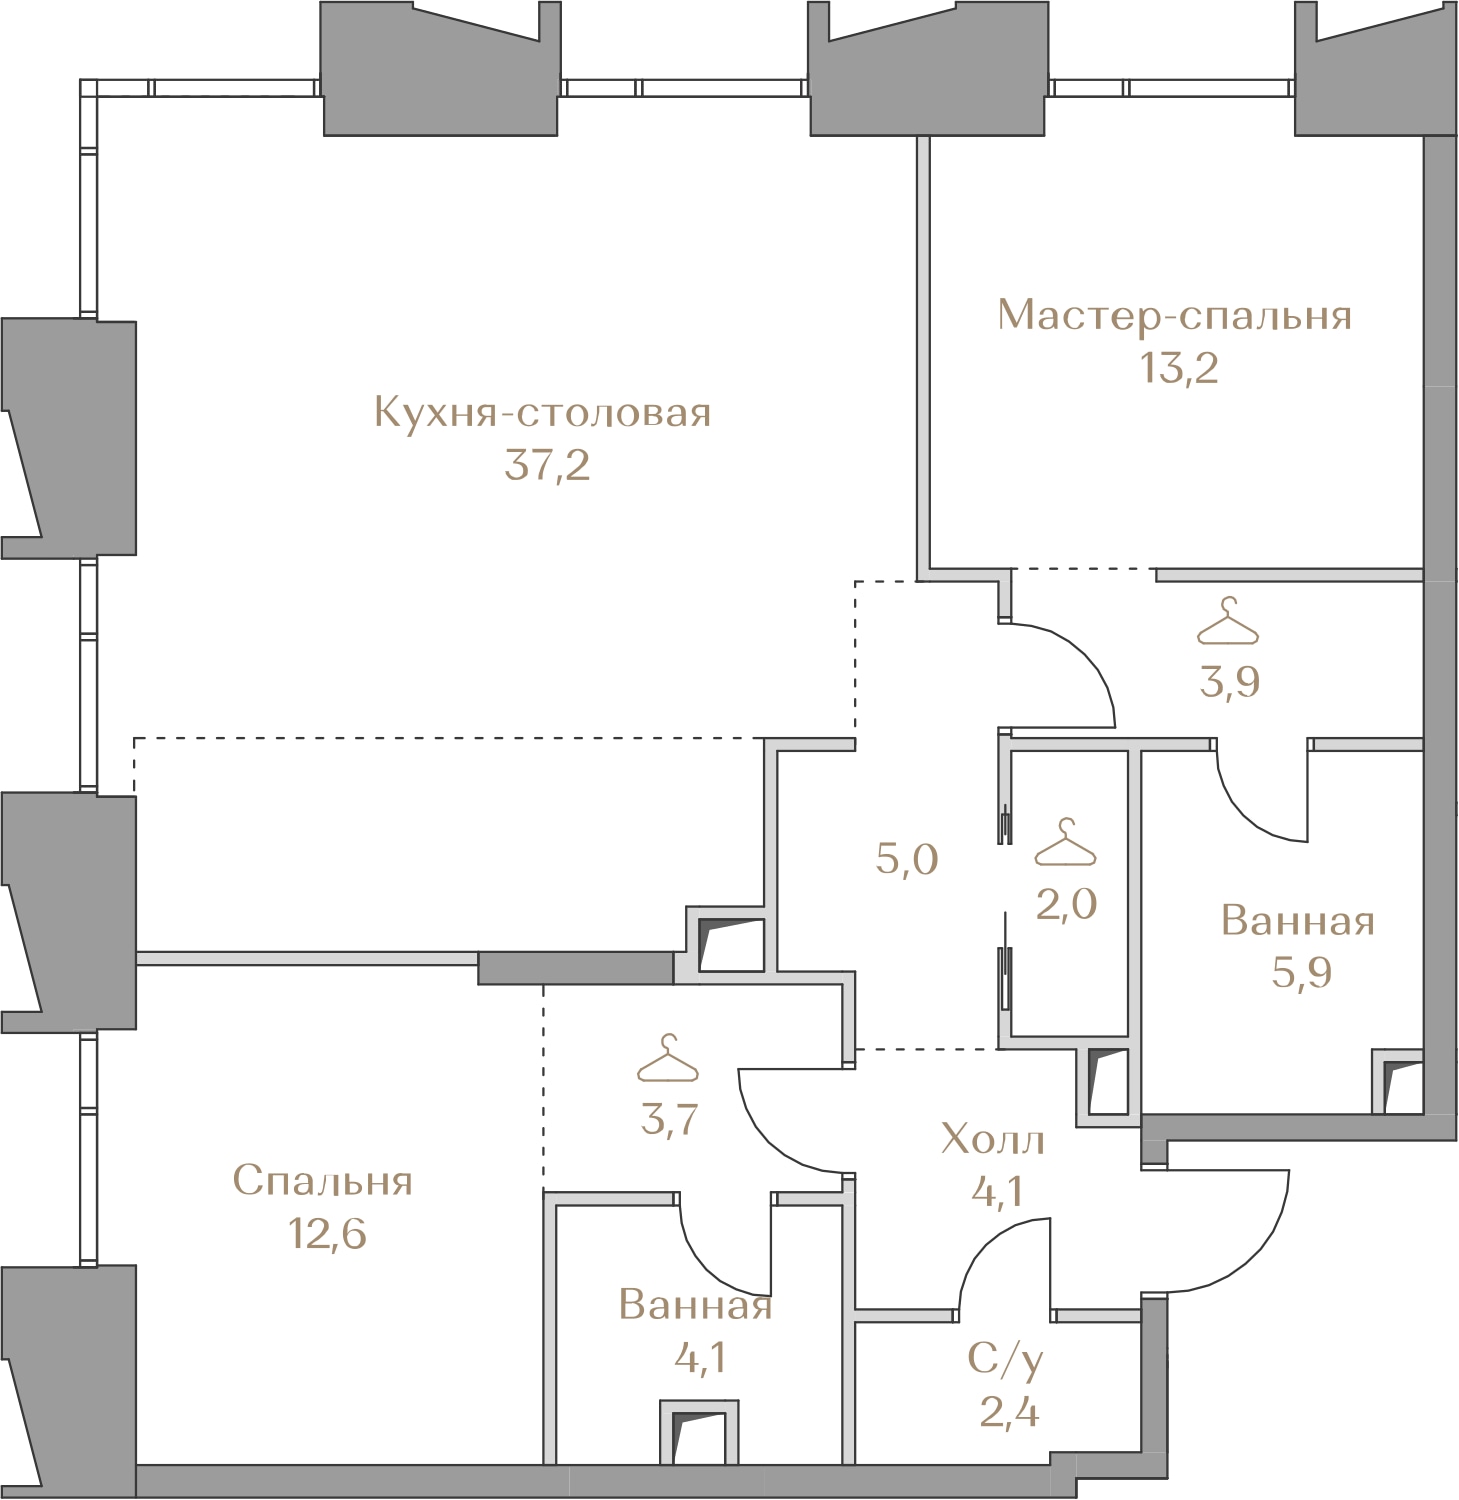 Мастер-спальня
13,2
Кухня-столовая
37,2
3,9
5,0
2,0
Ванная
5,9
3,7
Холл
4,1
Спальня
12,6
Ванная
4,1
С/у
2,4